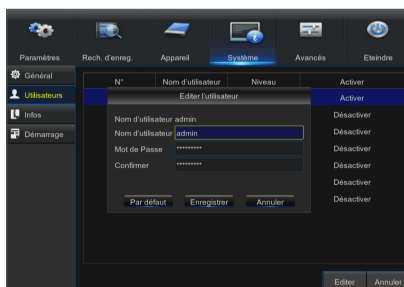 Paramètres Rech. d'enreg. Appareil Système Avancés Eteindre
Général
Utilisateurs
Infos
Démarrage
N° Nom d'utilisateur Niveau Activer
Activer
Editer l'utilisateur
Désactiver
Nom d'utilisateur admin
Nom d'utilisateur admin
Désactiver
Mot de Passe *********
Désactiver
Confirmer *********
Désactiver
Désactiver
Par défaut Enregistrer Annuler
Désactiver
Editer Annuler